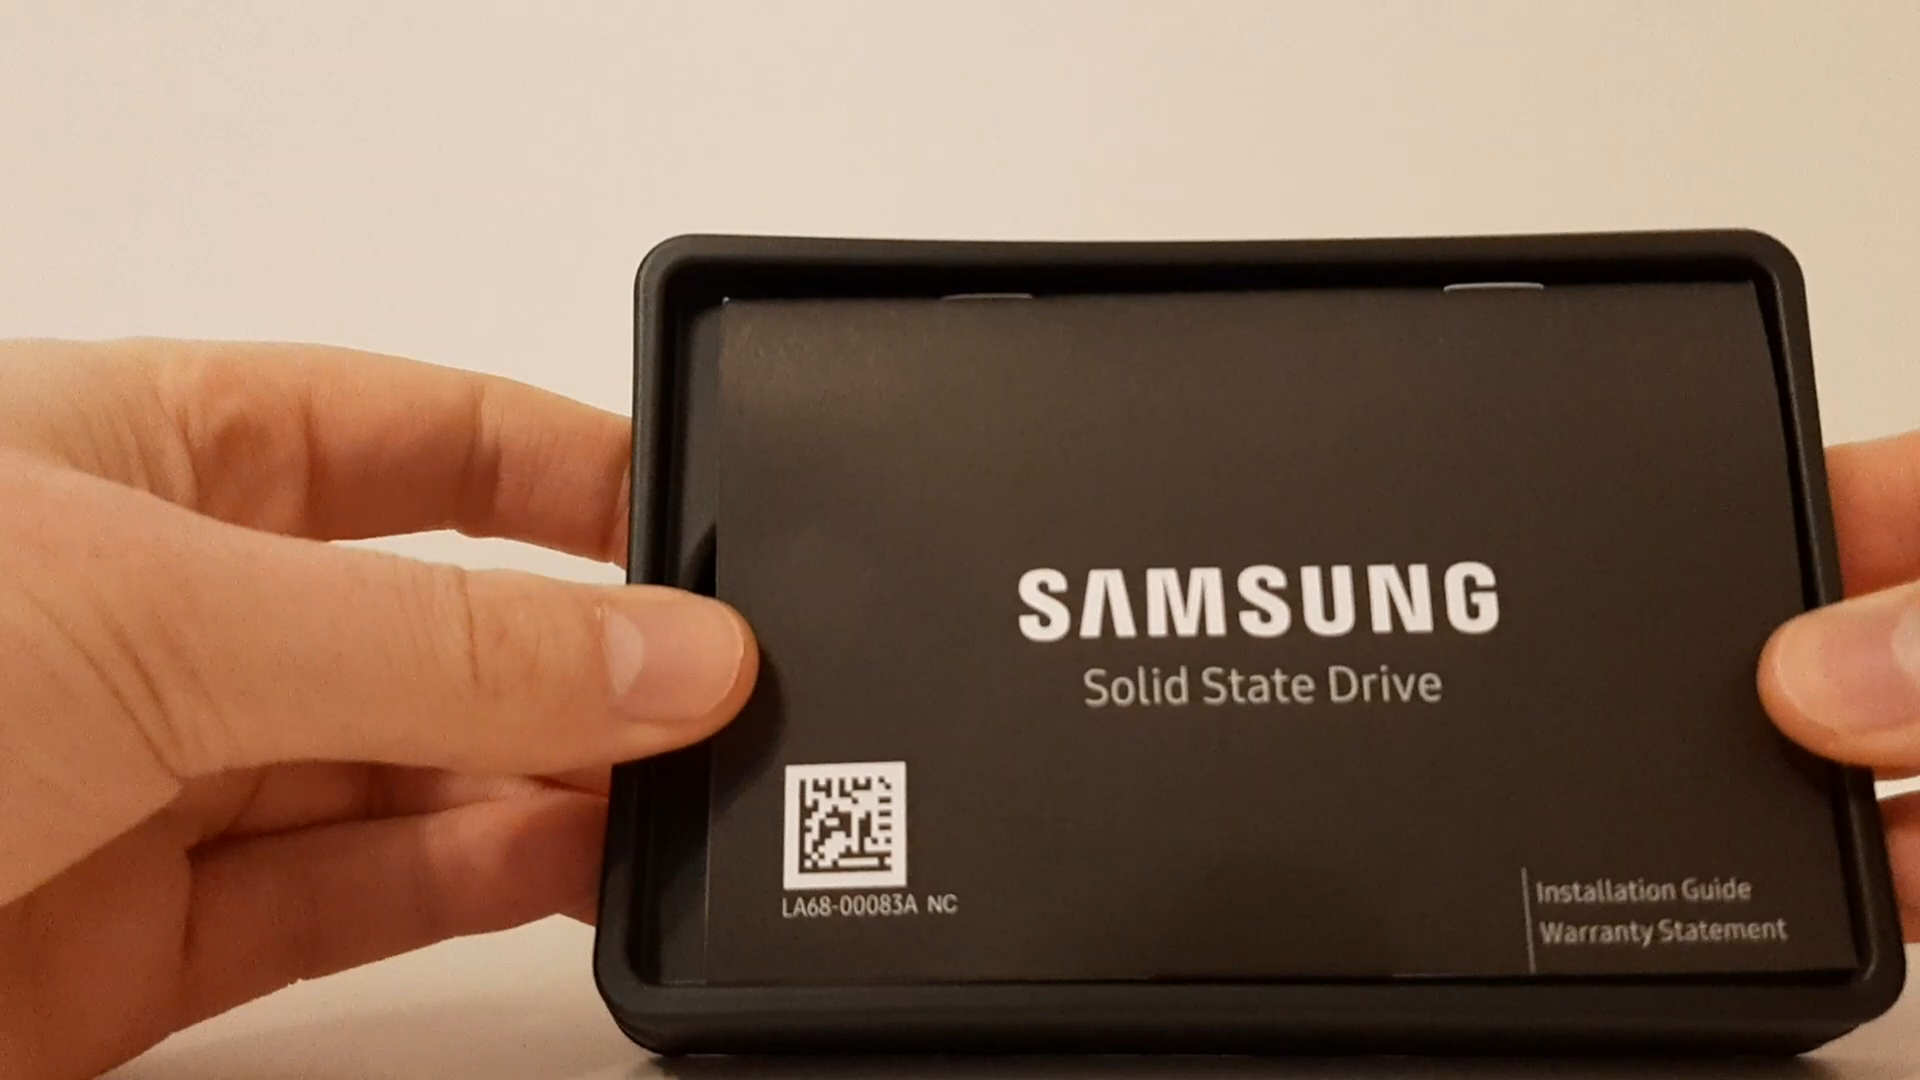 SAMSUNG
Solid State Drive
LA68-00083A NC
Installation Guide
Warranty Statement